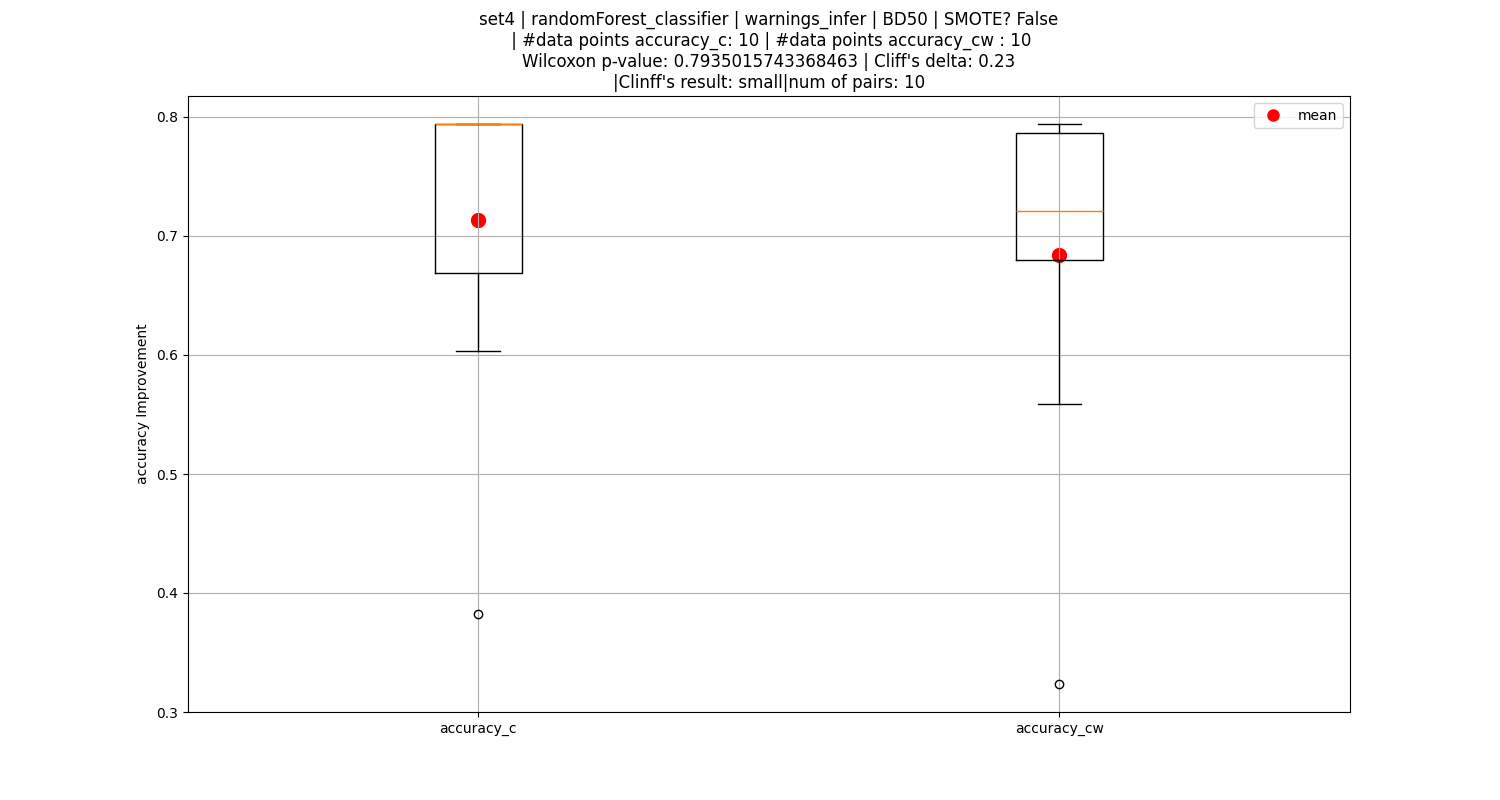 set4 | randomForest_classifier | warnings_infer | BD50 | SMOTE? False
| #data points accuracy_c: 10 | #data points accuracy_cw : 10
Wilcoxon p-value: 0.7935015743368463 | Cliff's delta: 0.23
|Clinff's result: small|num of pairs: 10
mean
0.8
0.7
0.6
0.5
0.4
0.3
accuracy Improvement
accuracy_c
accuracy_cw